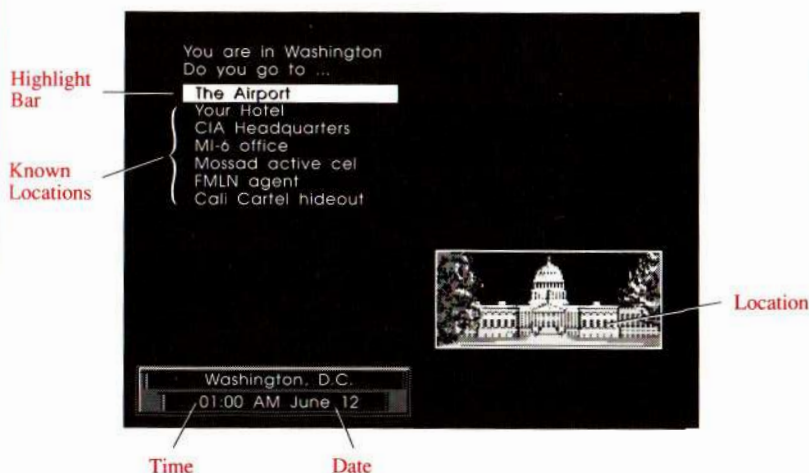 You are in Washington
Do you go to ...
Highlight
Bar
The Airport
Your Hotel
CIA Headquarters
MI-6 office
Mossad active cel
FMLN agent
Cali Cartel hideout
Known
Locations
Location
Washington, D.C.
01:00 AM June 12
Time
Date